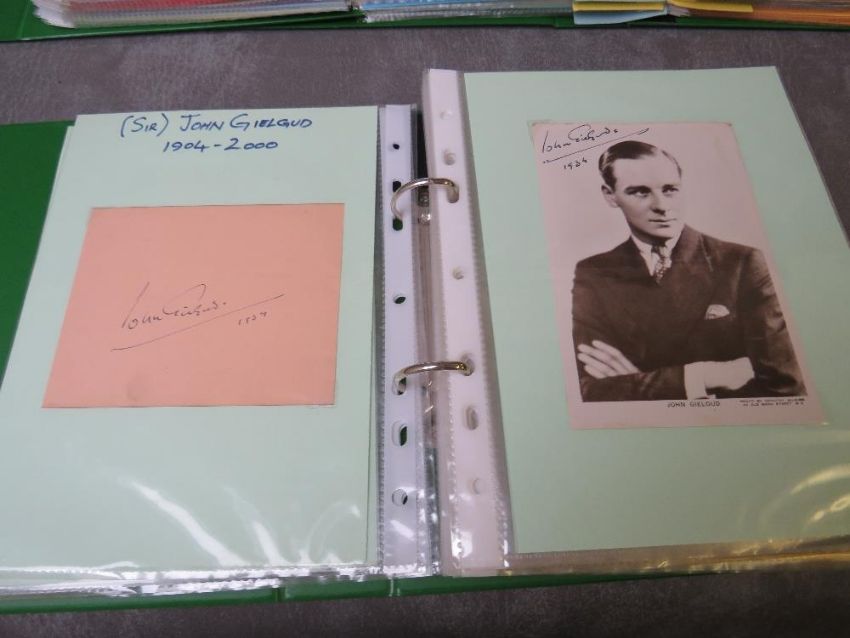 (SIR) JOHN GIELGUD
1904-2000
John Gielgud.
1934
John Gielgud.
1934
JOHN GIELGUD